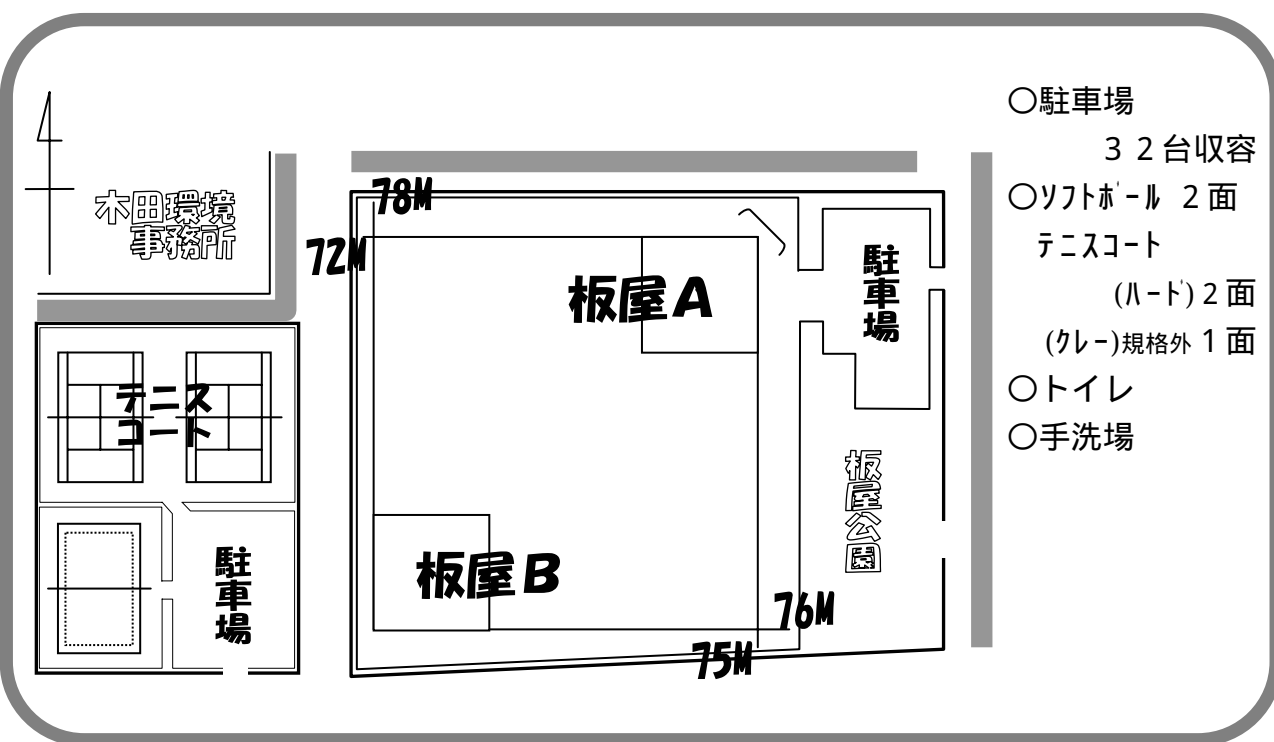 木田環境
事務所
78M
72M
板屋A
駐車場
テニス
コート
板屋公園
板屋B
駐車場
76M
75M
○駐車場
３２台収容
○ｿﾌﾄﾎﾞｰﾙ ２面
ﾃﾆｽｺｰﾄ
(ﾊｰﾄﾞ)２面
(ｸﾚｰ)規格外 １面
○トイレ
○手洗場